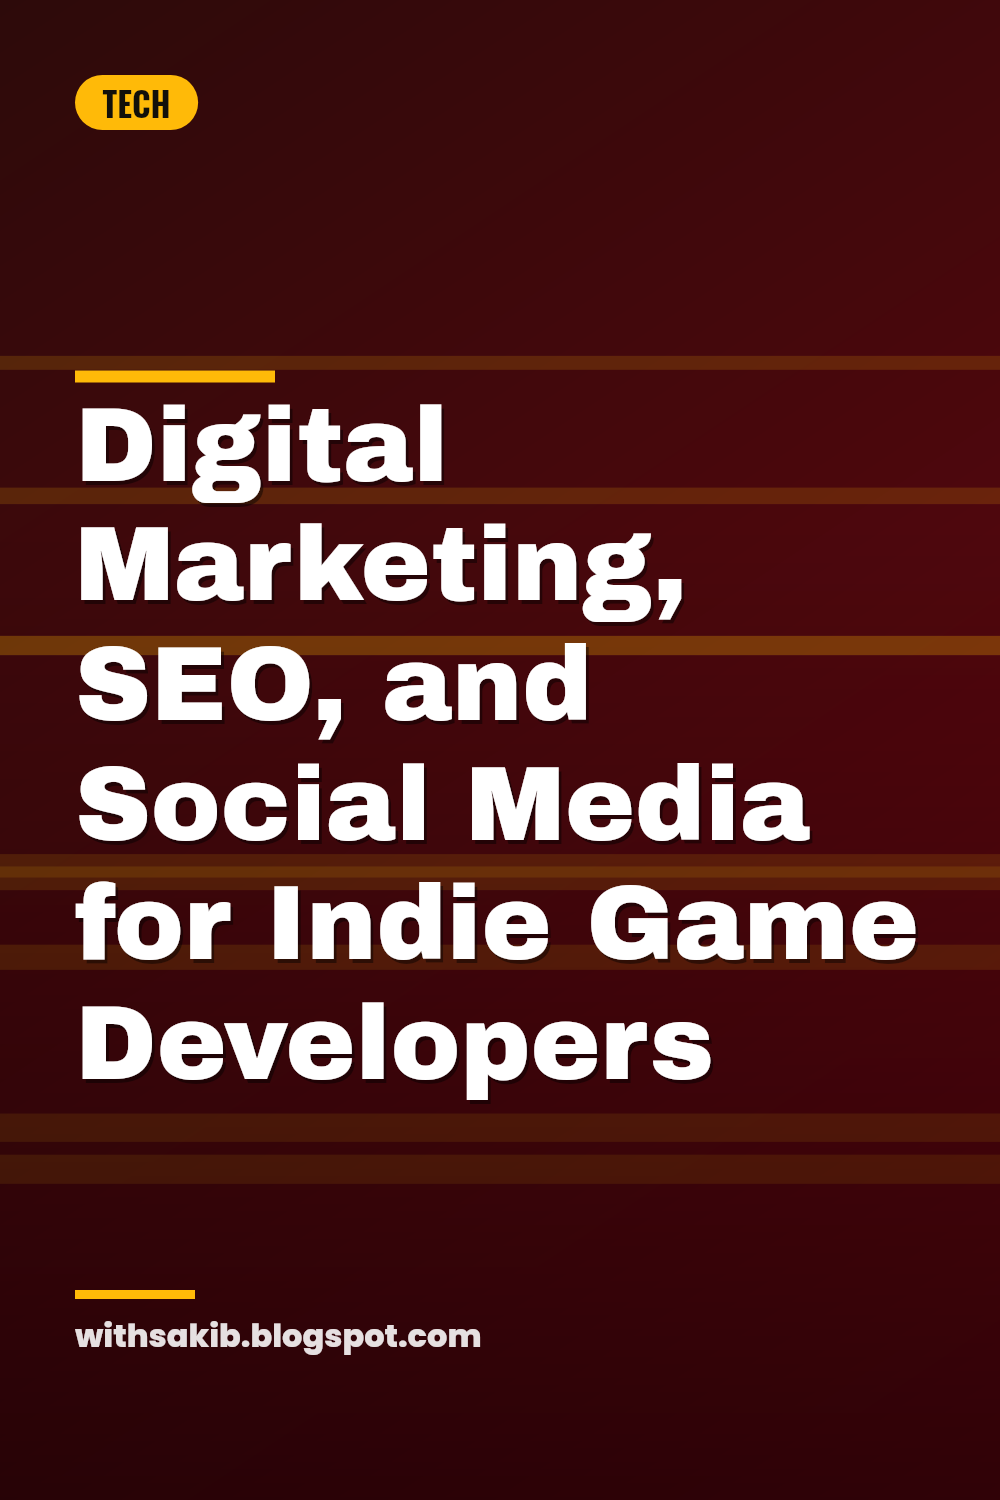 TECH
Digital
Marketing,
SEO, and
Social Media
for Indie Game
Developers
withsakib.blogspot.com